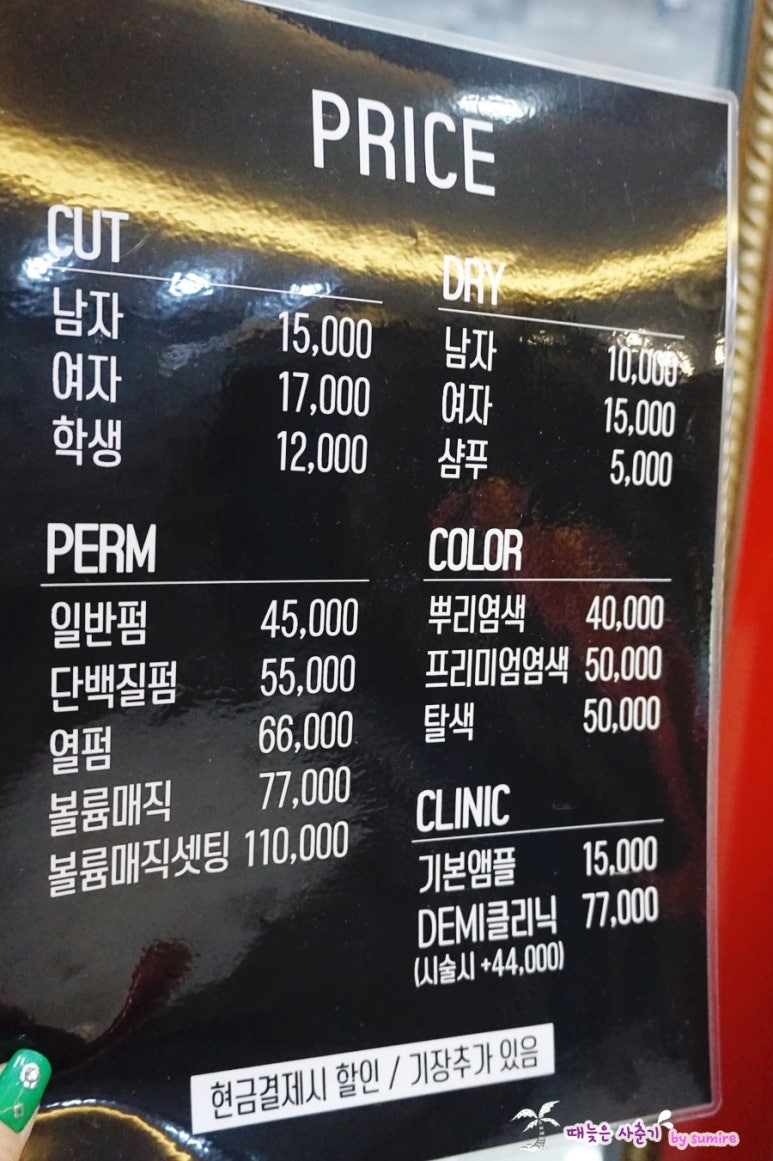 PRICE
CUT
남자 15,000
여자 17,000
학생 12,000
DRY
남자 10,000
여자 15,000
샴푸 5,000
PERM
일반펌 45,000
단백질펌 55,000
열펌 66,000
볼륨매직 77,000
볼륨매직셋팅 110,000
COLOR
뿌리염색 40,000
프리미엄염색 50,000
탈색 50,000
CLINIC
기본앰플 15,000
DEMI클리닉 77,000
(시술시 +44,000)
현금결제시 할인 / 기장추가 있음
때늦은 사춘기 by sumire